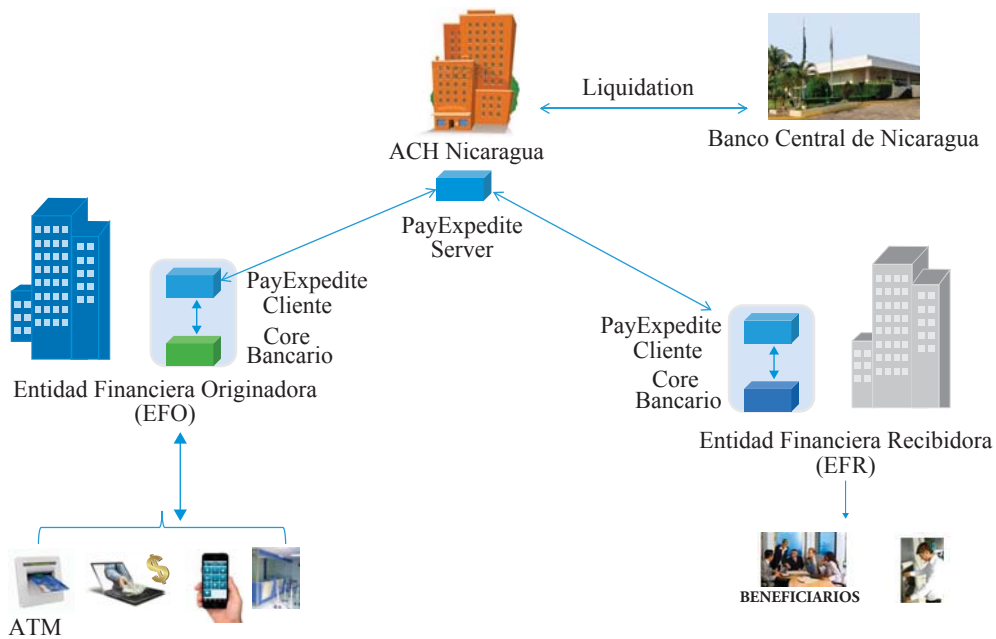 Liquidation
ACH Nicaragua
Banco Central de Nicaragua
PayExpedite
Server
PayExpedite
Cliente
Core
Bancario
Entidad Financiera Originadora
(EFO)
PayExpedite
Cliente
Core
Bancario
Entidad Financiera Recibidora
(EFR)
$
ATM
BENEFICIARIOS